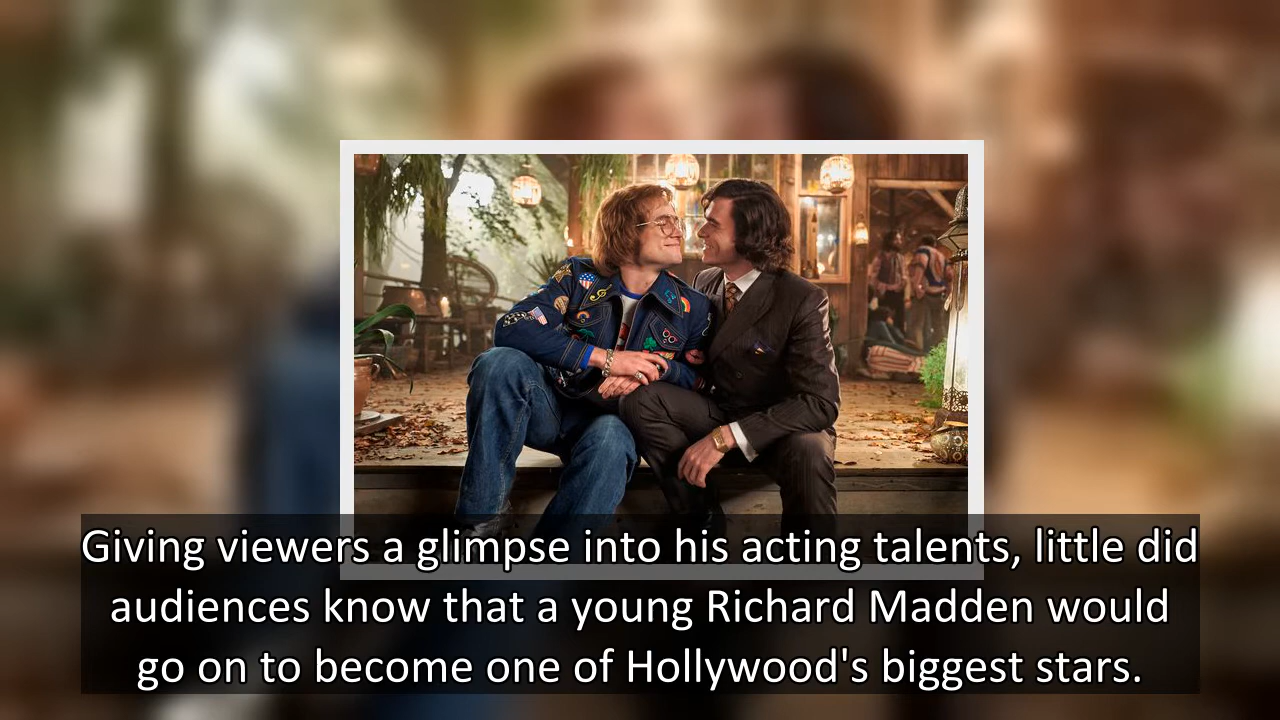 Giving viewers a glimpse into his acting talents, little did
audiences know that a young Richard Madden would
go on to become one of Hollywood's biggest stars.